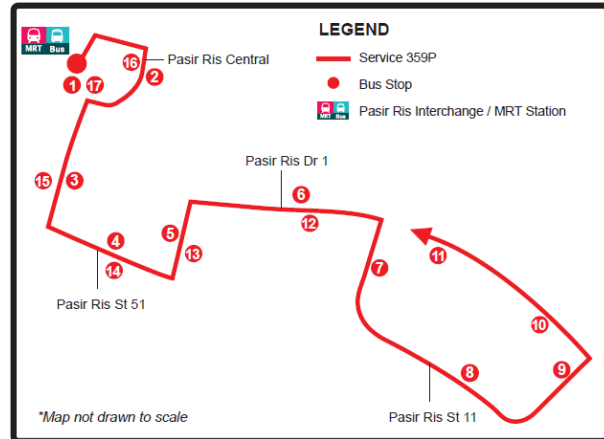 LEGEND
MRT Bus
Service 359P
Bus Stop
MRT Bus
Pasir Ris Interchange / MRT Station
1
17
16
2
Pasir Ris Central
15
3
Pasir Ris Dr 1
6
12
4
14
5
13
Pasir Ris St 51
7
11
10
9
8
Pasir Ris St 11
*Map not drawn to scale